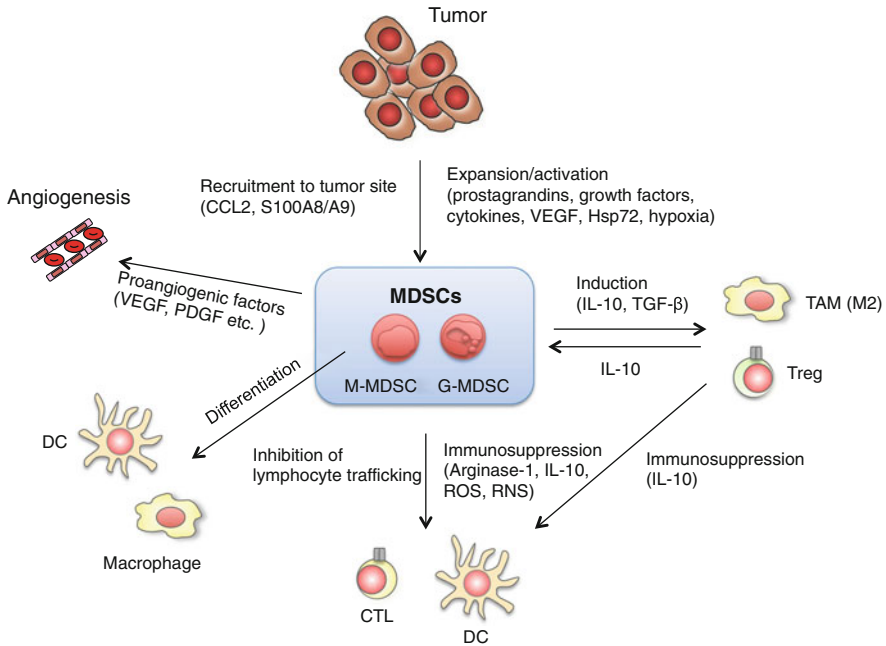 Tumor
Recruitment to tumor site
(CCL2, S100A8/A9)
Expansion/activation
(prostagrandins, growth factors,
cytokines, VEGF, Hsp72, hypoxia)
Angiogenesis
Proangiogenic factors
(VEGF, PDGF etc. )
MDSCs
M-MDSC
G-MDSC
Induction
(IL-10, TGF-β)
IL-10
TAM (M2)
Treg
Differentiation
DC
Macrophage
Inhibition of
lymphocyte trafficking
Immunosuppression
(Arginase-1, IL-10,
ROS, RNS)
Immunosuppression
(IL-10)
CTL
DC